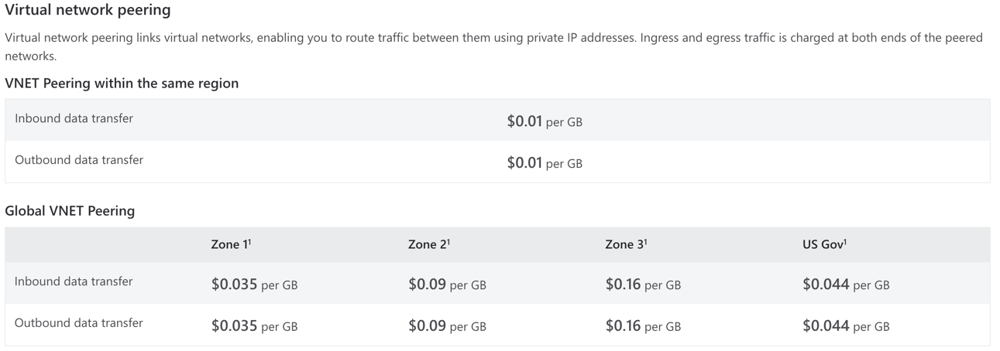 Virtual network peering
Virtual network peering links virtual networks, enabling you to route traffic between them using private IP addresses. Ingress and egress traffic is charged at both ends of the peered
networks.
VNET Peering within the same region
Inbound data transfer $0.01 per GB
Outbound data transfer $0.01 per GB
Global VNET Peering
Zone 1¹ Zone 2¹ Zone 3¹ US Gov¹
Inbound data transfer $0.035 per GB $0.09 per GB $0.16 per GB $0.044 per GB
Outbound data transfer $0.035 per GB $0.09 per GB $0.16 per GB $0.044 per GB